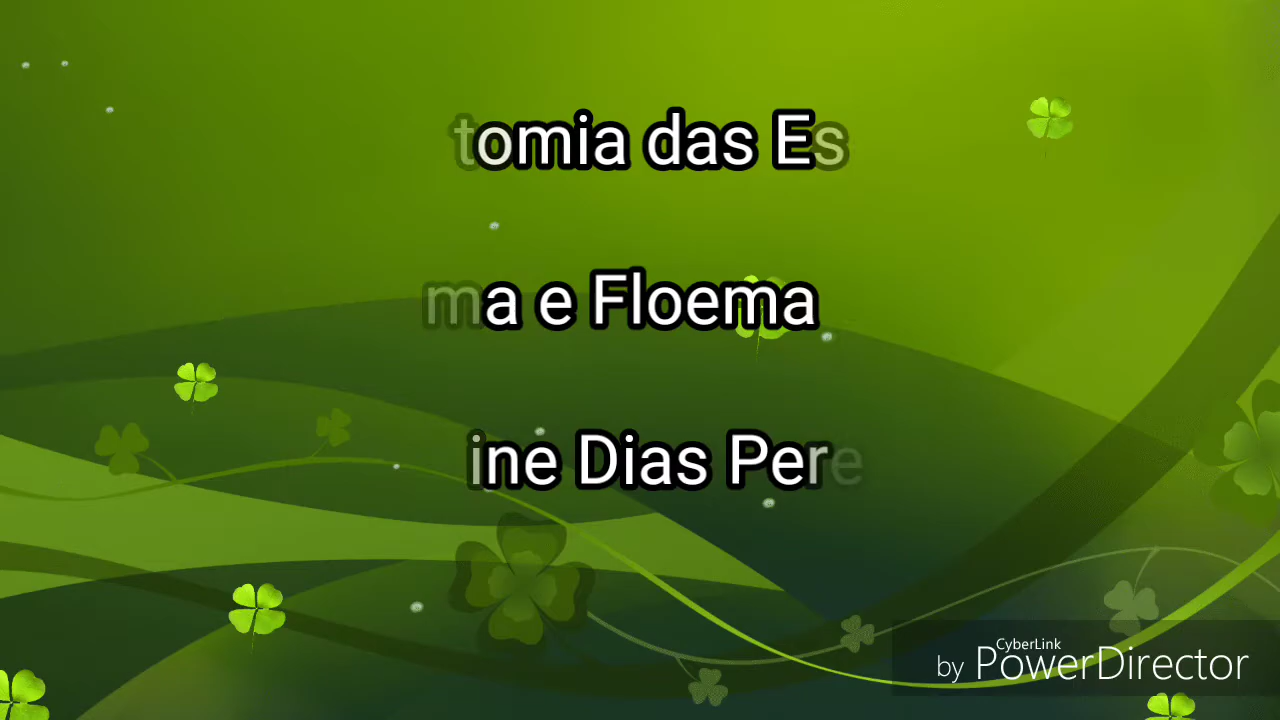 tomia das Es
ma e Floema
ine Dias Pere
CyberLink
by PowerDirector